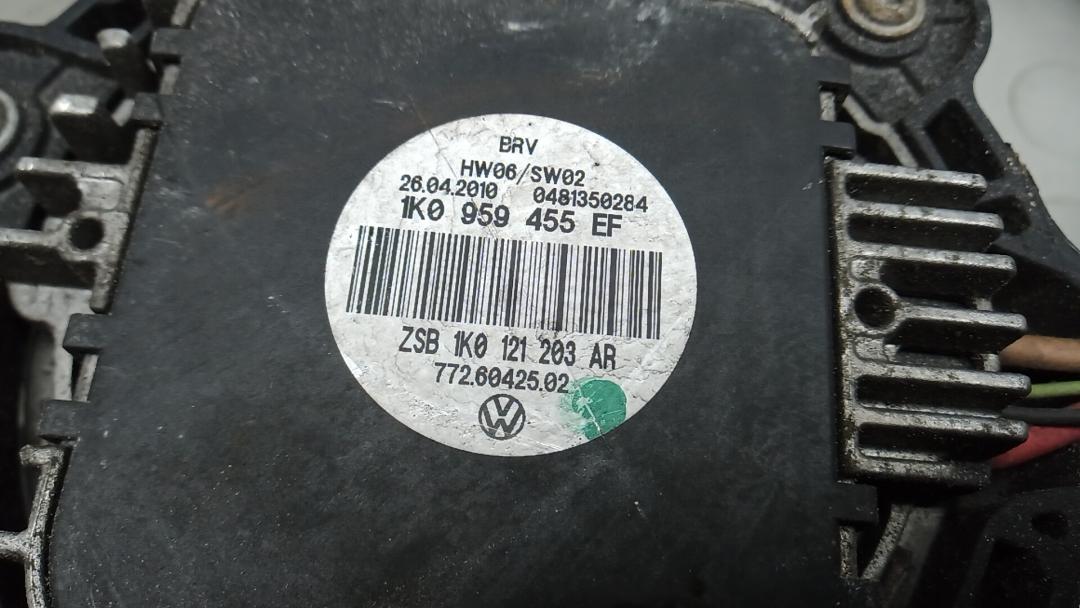 BRV
HW06/SW02
26.04.2010 0481350284
1K0 959 455 EF
ZSB 1K0 121 203 AR
772.60425.02